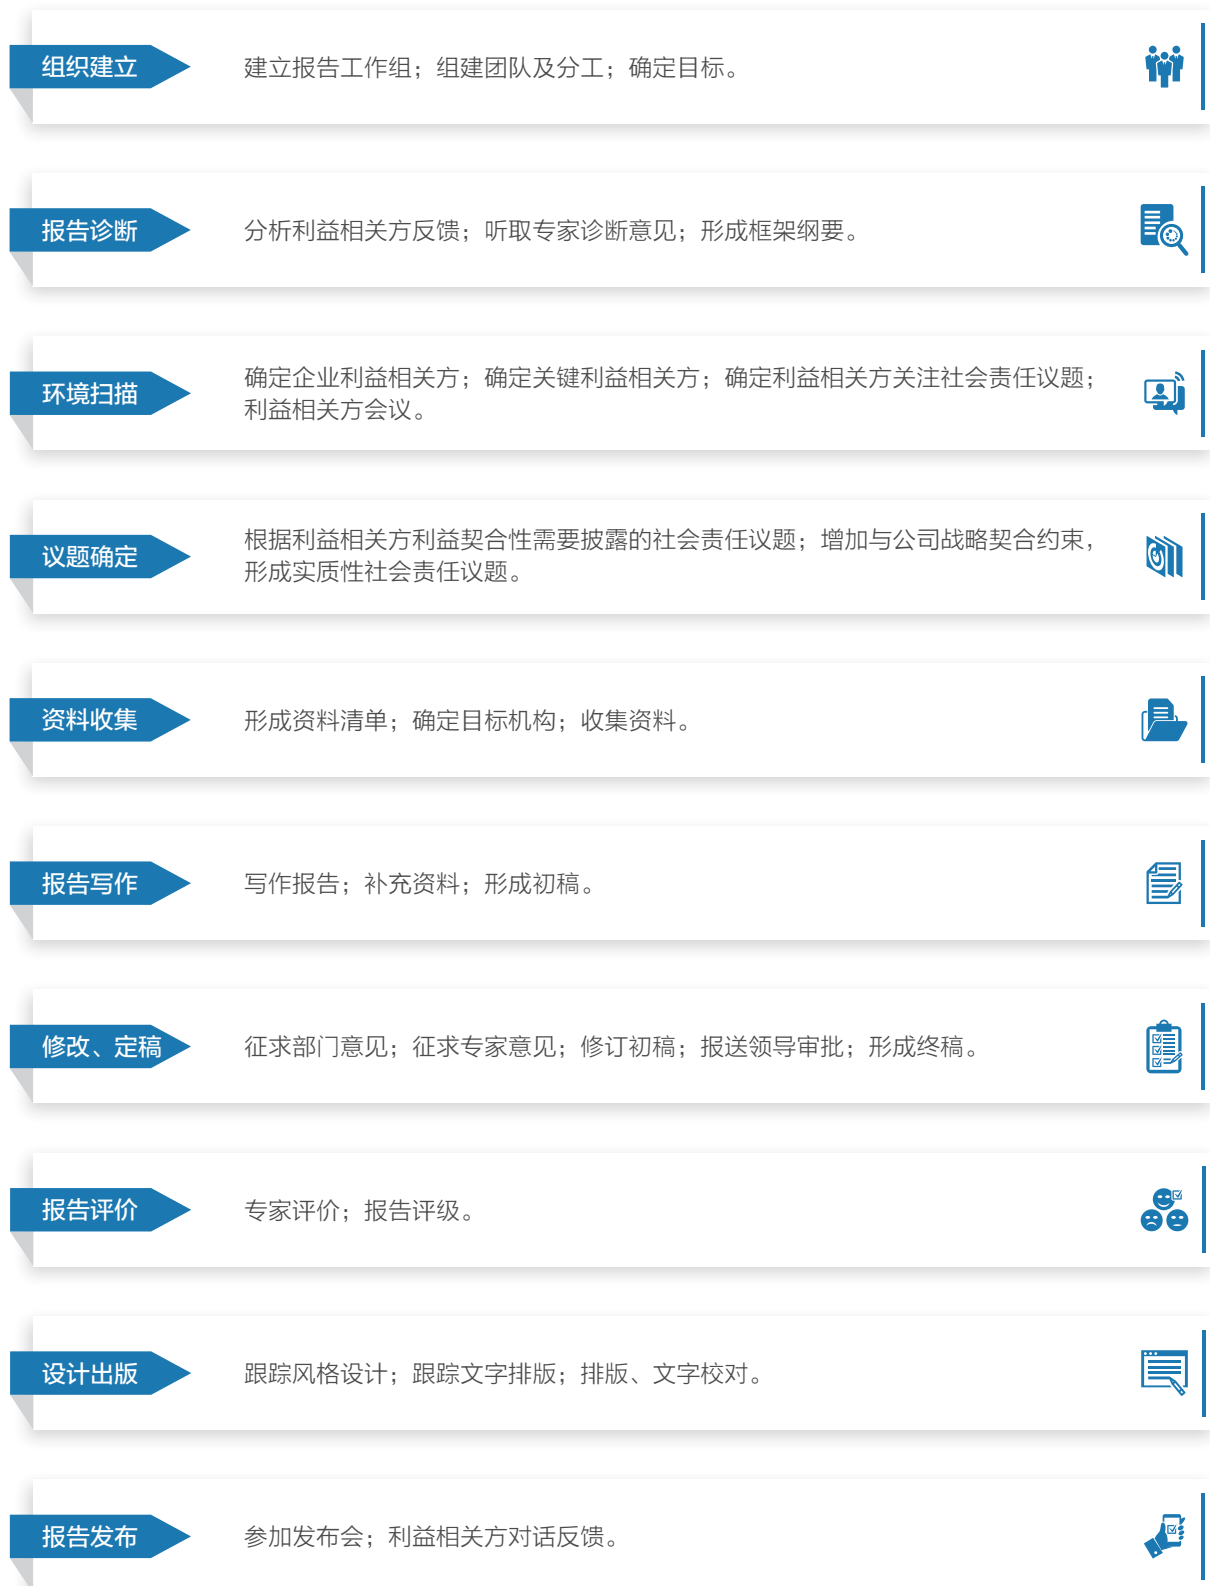 组织建立
建立报告工作组；组建团队及分工；确定目标。
报告诊断
分析利益相关方反馈；听取专家诊断意见；形成框架纲要。
环境扫描
确定企业利益相关方；确定关键利益相关方；确定利益相关方关注社会责任议题；
利益相关方会议。
议题确定
根据利益相关方利益契合性需要披露的社会责任议题；增加与公司战略契合约束，
形成实质性社会责任议题。
资料收集
形成资料清单；确定目标机构；收集资料。
报告写作
写作报告；补充资料；形成初稿。
修改、定稿
征求部门意见；征求专家意见；修订初稿；报送领导审批；形成终稿。
报告评价
专家评价；报告评级。
设计出版
跟踪风格设计；跟踪文字排版；排版、文字校对。
报告发布
参加发布会；利益相关方对话反馈。